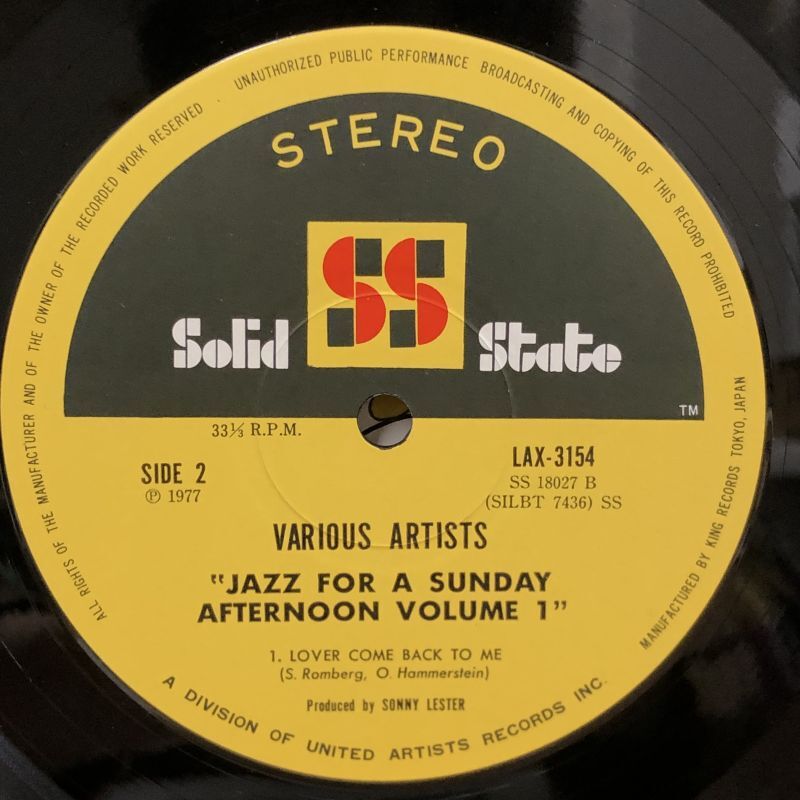 ALL RIGHTS OF THE MANUFACTURER AND OF THE OWNER OF THE RECORDED WORK RESERVED UNAUTHORIZED PUBLIC PERFORMANCE BROADCASTING AND COPYING OF THIS RECORD PROHIBITED
STEREO
SS
Solid State
TM
33⅓ R.P.M.
SIDE 2
Ⓟ 1977
LAX-3154
SS 18027 B
(SILBT 7436) SS
VARIOUS ARTISTS
"JAZZ FOR A SUNDAY
AFTERNOON VOLUME 1"
1. LOVER COME BACK TO ME
(S. Romberg, O. Hammerstein)
Produced by SONNY LESTER
A DIVISION OF UNITED ARTISTS RECORDS INC.
MANUFACTURED BY KING RECORDS TOKYO, JAPAN